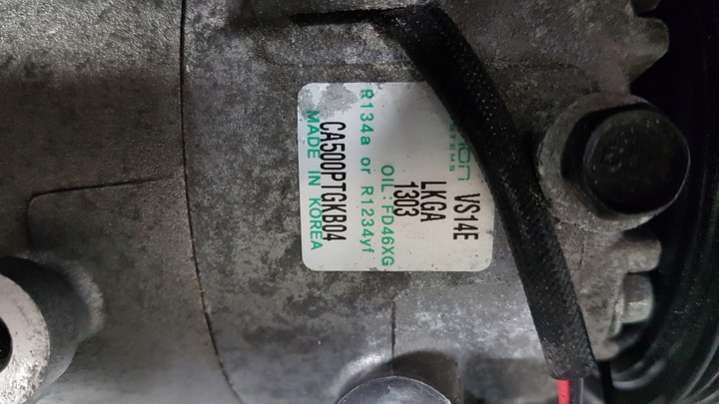 VS14E
LKGA
1303
OIL:FD46XG
R134a or R1234yf
CA500PTGKB04
MADE IN KOREA